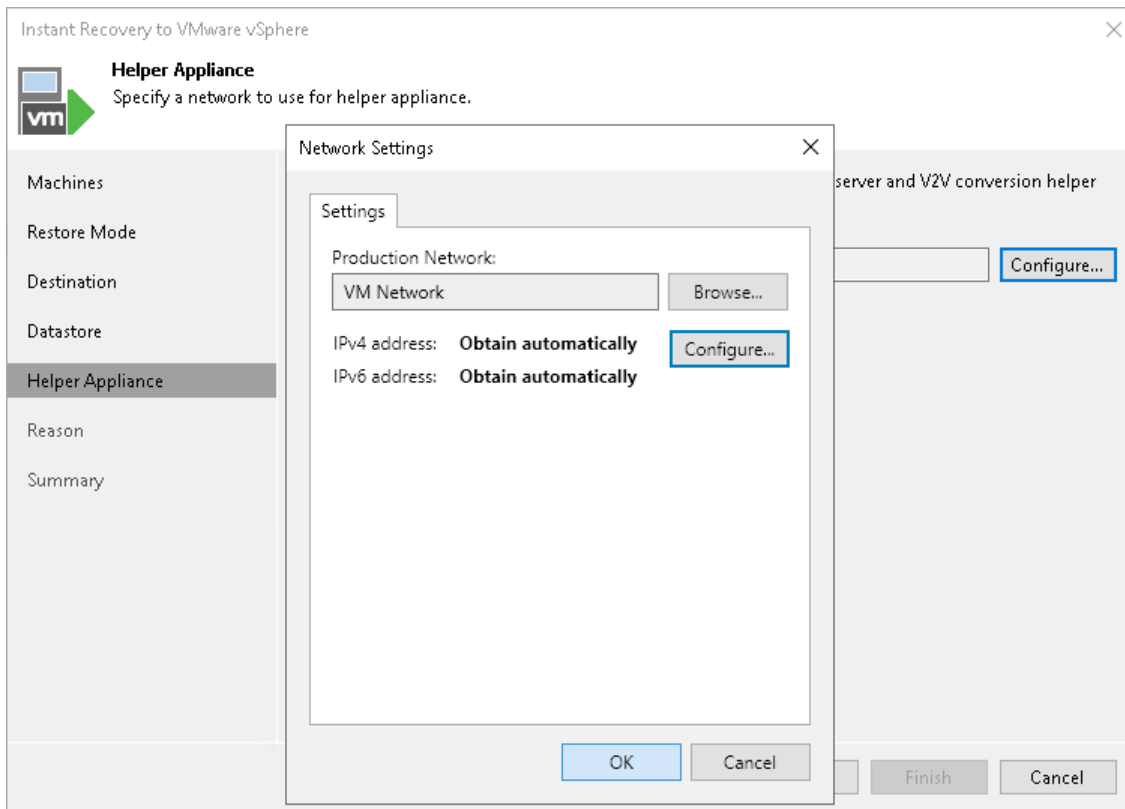 Instant Recovery to VMware vSphere
Helper Appliance
Specify a network to use for helper appliance.
vm
Machines
Restore Mode
Destination
Datastore
Helper Appliance
Reason
Summary
server and V2V conversion helper
Configure...
Network Settings
Settings
Production Network:
VM Network
Browse...
IPv4 address: Obtain automatically
Configure...
IPv6 address: Obtain automatically
OK
Cancel
Finish
Cancel